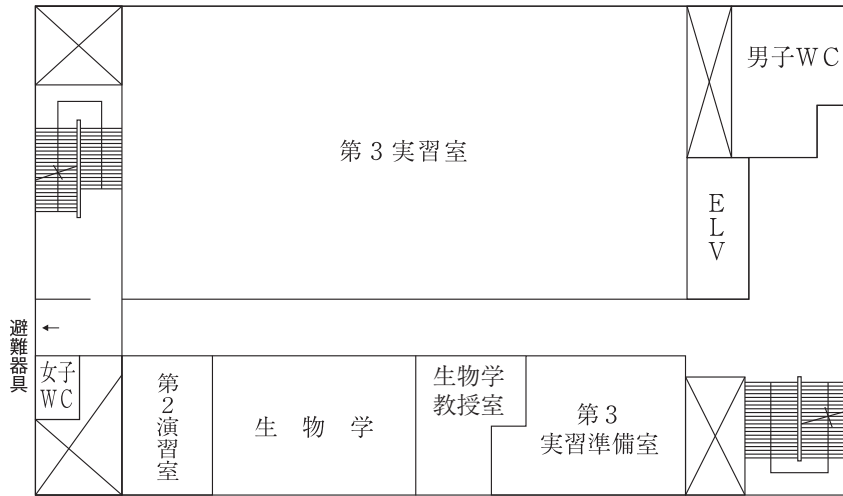 男子WC
第3実習室
ELV
避難器具
女子
WC
第2演習室
生物学
生物学
教授室
第3
実習準備室